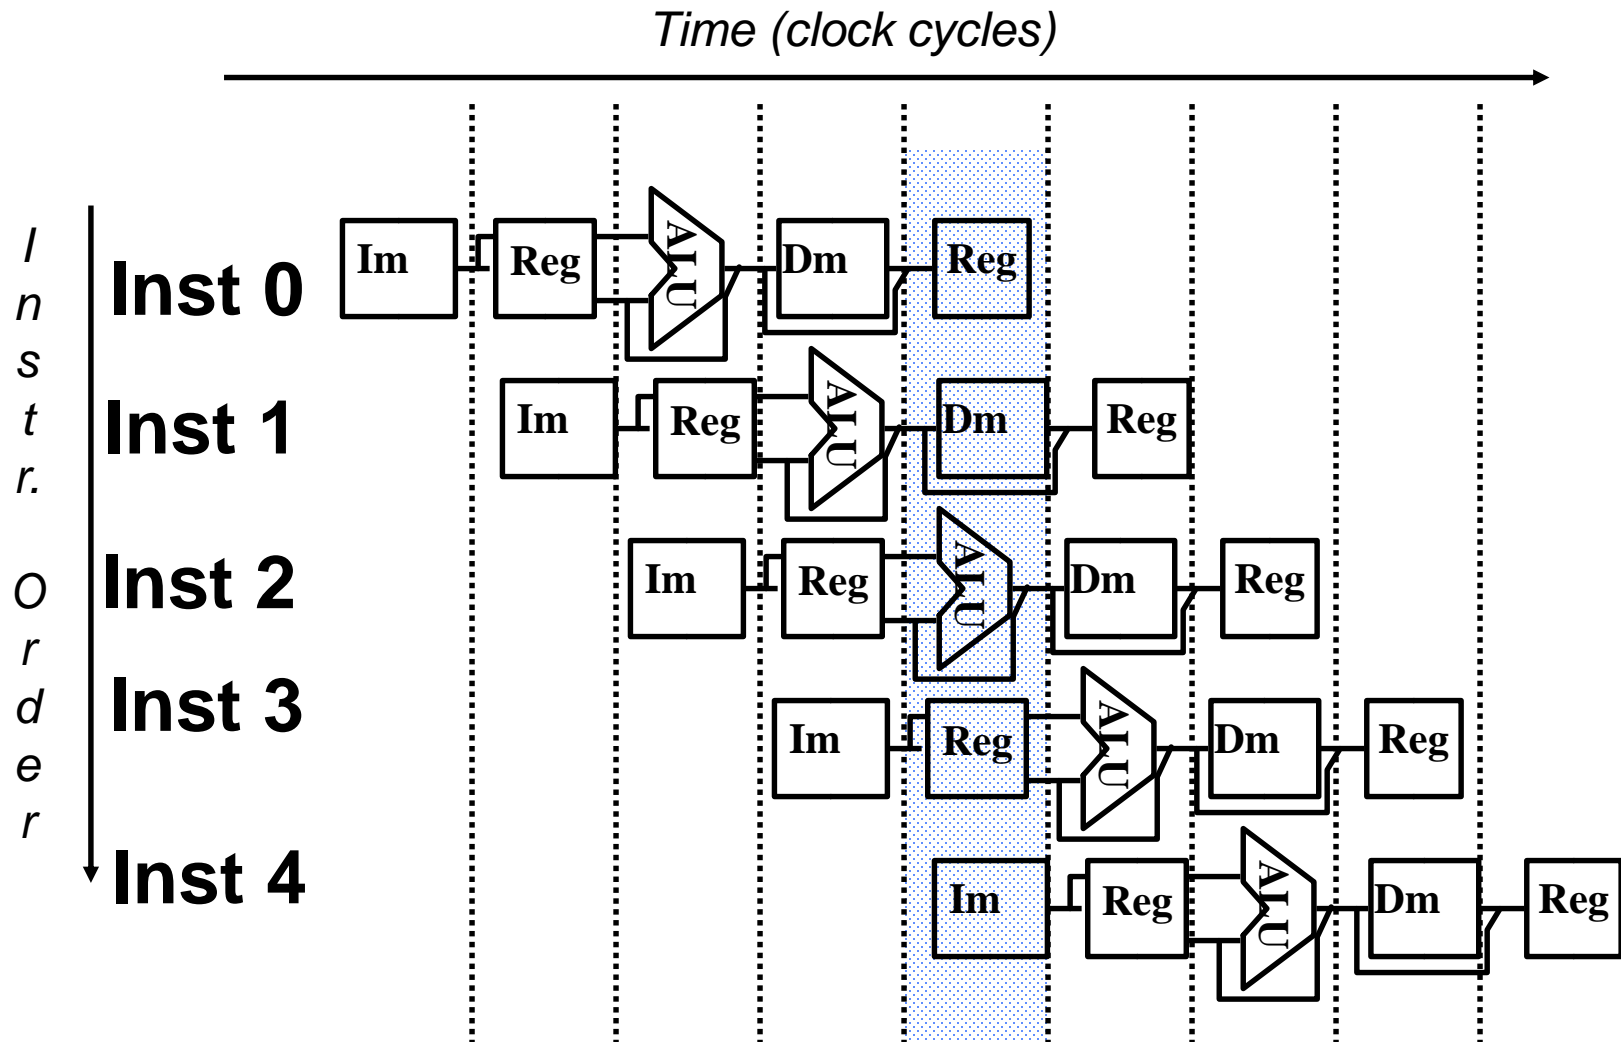 Time (clock cycles)
Instr. Order
Inst 0
Im
Reg
ALU
Dm
Reg
Inst 1
Im
Reg
ALU
Dm
Reg
Inst 2
Im
Reg
ALU
Dm
Reg
Inst 3
Im
Reg
ALU
Dm
Reg
Inst 4
Im
Reg
ALU
Dm
Reg